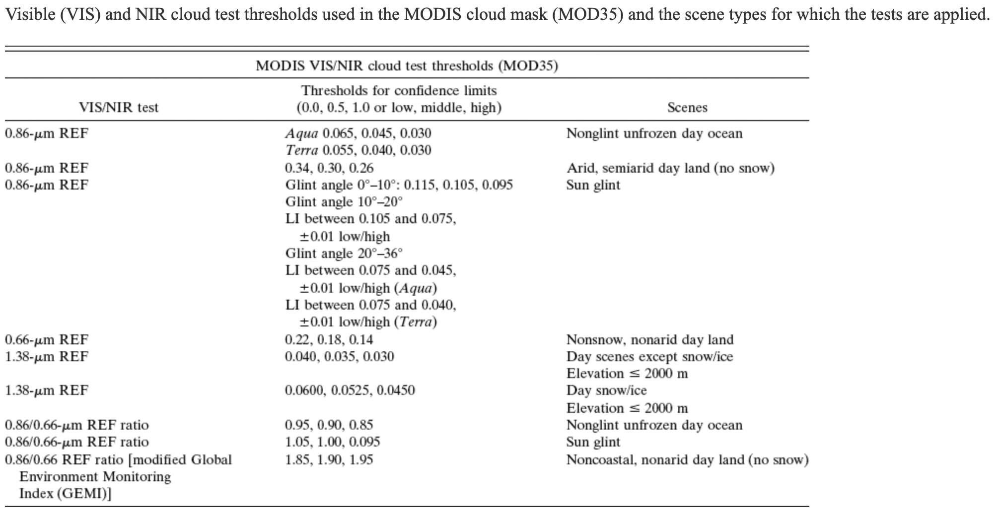 Visible (VIS) and NIR cloud test thresholds used in the MODIS cloud mask (MOD35) and the scene types for which the tests are applied.
MODIS VIS/NIR cloud test thresholds (MOD35)
VIS/NIR test Thresholds for confidence limits (0.0, 0.5, 1.0 or low, middle, high) Scenes
0.86-μm REF Aqua 0.065, 0.045, 0.030 Nonglint unfrozen day ocean
Terra 0.055, 0.040, 0.030
0.86-μm REF 0.34, 0.30, 0.26 Arid, semiarid day land (no snow)
0.86-μm REF Glint angle 0°–10°: 0.115, 0.105, 0.095 Sun glint
Glint angle 10°–20°
LI between 0.105 and 0.075,
±0.01 low/high
Glint angle 20°–36°
LI between 0.075 and 0.045,
±0.01 low/high (Aqua)
LI between 0.075 and 0.040,
±0.01 low/high (Terra)
0.66-μm REF 0.22, 0.18, 0.14 Nonsnow, nonarid day land
1.38-μm REF 0.040, 0.035, 0.030 Day scenes except snow/ice
Elevation ≤ 2000 m
1.38-μm REF 0.0600, 0.0525, 0.0450 Day snow/ice
Elevation ≤ 2000 m
0.86/0.66-μm REF ratio 0.95, 0.90, 0.85 Nonglint unfrozen day ocean
0.86/0.66-μm REF ratio 1.05, 1.00, 0.095 Sun glint
0.86/0.66 REF ratio [modified Global 1.85, 1.90, 1.95 Noncoastal, nonarid day land (no snow)
Environment Monitoring
Index (GEMI)]